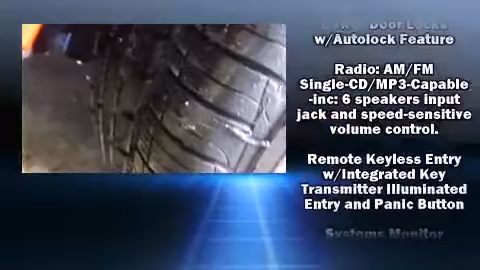 Door Locks
w/Autolock Feature
Radio: AM/FM
Single-CD/MP3-Capable
-inc: 6 speakers input
jack and speed-sensitive
volume control.
Remote Keyless Entry
w/Integrated Key
Transmitter Illuminated
Entry and Panic Button
Systems Monitor